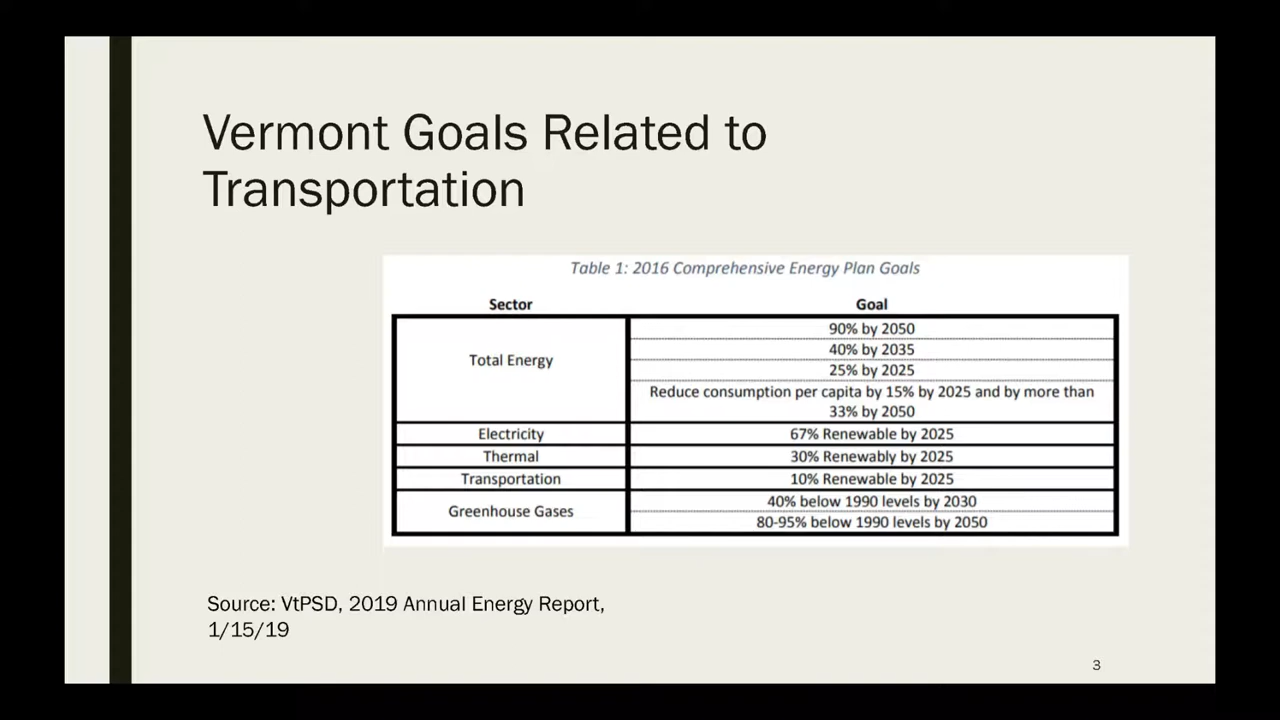 Vermont Goals Related to
Transportation
Table 1: 2016 Comprehensive Energy Plan Goals
Sector Goal
Total Energy
90% by 2050
40% by 2035
25% by 2025
Reduce consumption per capita by 15% by 2025 and by more than
33% by 2050
Electricity 67% Renewable by 2025
Thermal 30% Renewably by 2025
Transportation 10% Renewable by 2025
Greenhouse Gases
40% below 1990 levels by 2030
80-95% below 1990 levels by 2050
Source: VtPSD, 2019 Annual Energy Report,
1/15/19
3